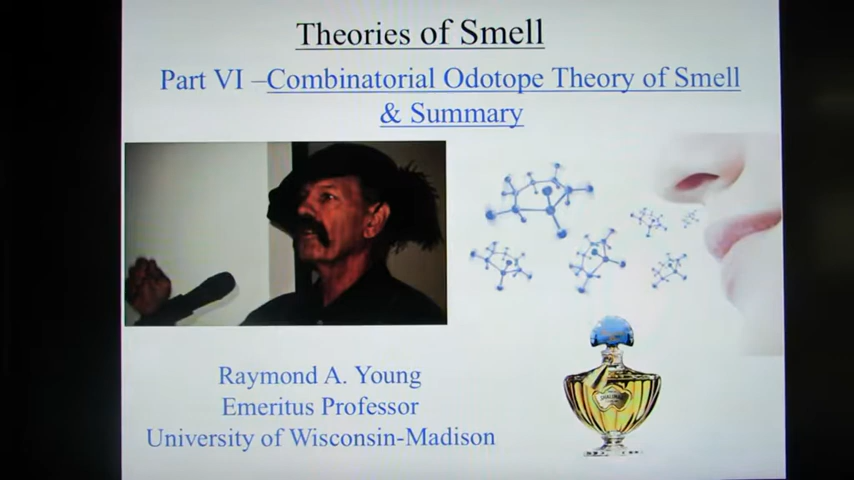 Theories of Smell
Part VI –Combinatorial Odotope Theory of Smell
& Summary
Raymond A. Young
Emeritus Professor
University of Wisconsin-Madison